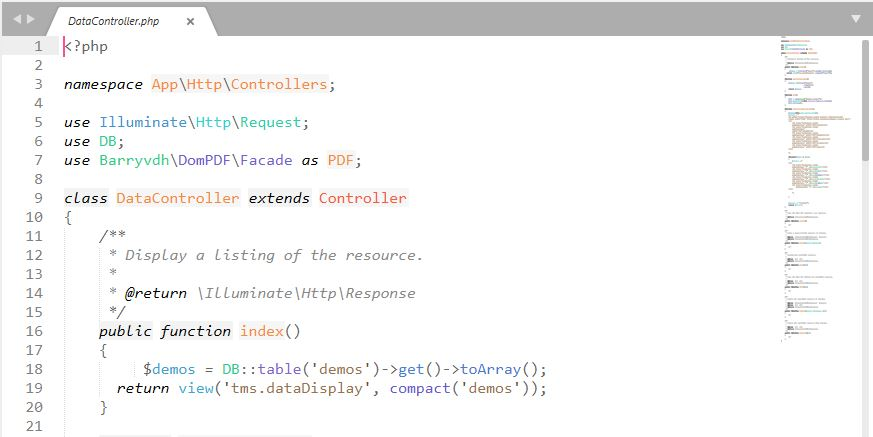 DataController.php
1 <?php
2
3 namespace App\Http\Controllers;
4
5 use Illuminate\Http\Request;
6 use DB;
7 use Barryvdh\DomPDF\Facade as PDF;
8
9 class DataController extends Controller
10 {
11     /**
12      * Display a listing of the resource.
13      *
14      * @return \Illuminate\Http\Response
15      */
16     public function index()
17     {
18          $demos = DB::table('demos')->get()->toArray();
19       return view('tms.dataDisplay', compact('demos'));
20     }
21